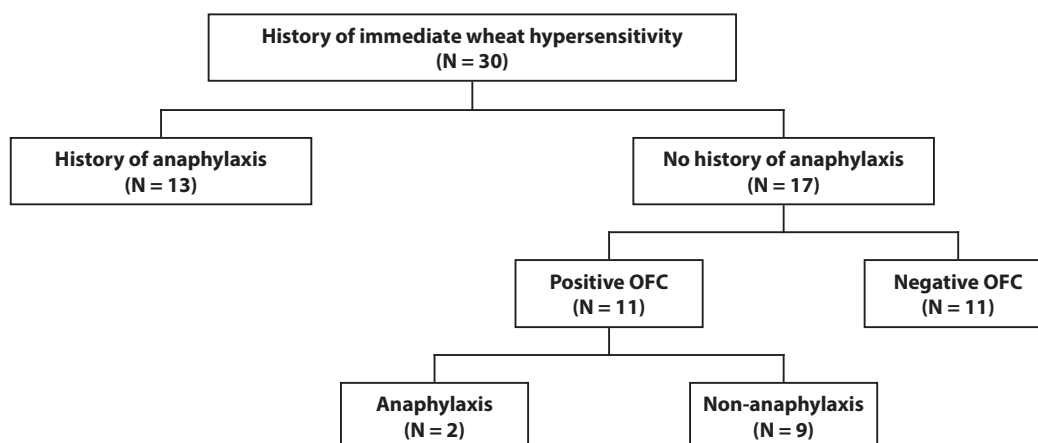 History of immediate wheat hypersensitivity
(N = 30)
History of anaphylaxis
(N = 13)
No history of anaphylaxis
(N = 17)
Positive OFC
(N = 11)
Negative OFC
(N = 11)
Anaphylaxis
(N = 2)
Non-anaphylaxis
(N = 9)